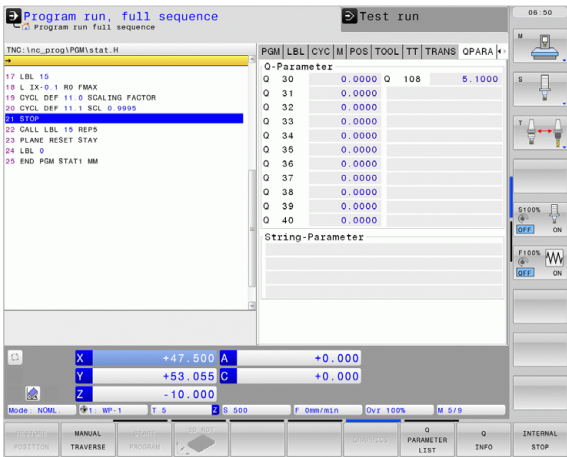 Program run, full sequence
Program run full sequence
Test run
06:50
TNC:\nc_prog\PGM\stat.H
17 LBL 15
18 L IX-0.1 R0 FMAX
19 CYCL DEF 11.0 SCALING FACTOR
20 CYCL DEF 11.1 SCL 0.9995
21 STOP
22 CALL LBL 15 REP5
23 PLANE RESET STAY
24 LBL 0
25 END PGM STAT1 MM
PGM LBL CYC M POS TOOL TT TRANS QPARA
Q-Parameter
Q 30 0.0000 Q 108 5.1000
Q 31 0.0000
Q 32 0.0000
Q 33 0.0000
Q 34 0.0000
Q 35 0.0000
Q 36 0.0000
Q 37 0.0000
Q 38 0.0000
Q 39 0.0000
Q 40 0.0000
String-Parameter
M
S
T
S100%
OFF ON
F100%
OFF ON
X +47.500 A +0.000
Y +53.055 C +0.000
Z -10.000
Mode: NOML. 1: WP-1 T 5 Z S 500 F 0mm/min Ovr 100% M 5/9
RESTORE POSITION
MANUAL TRAVERSE
START PROGRAM
3D ROT
GRAPHICS
Q PARAMETER LIST
Q INFO
INTERNAL STOP